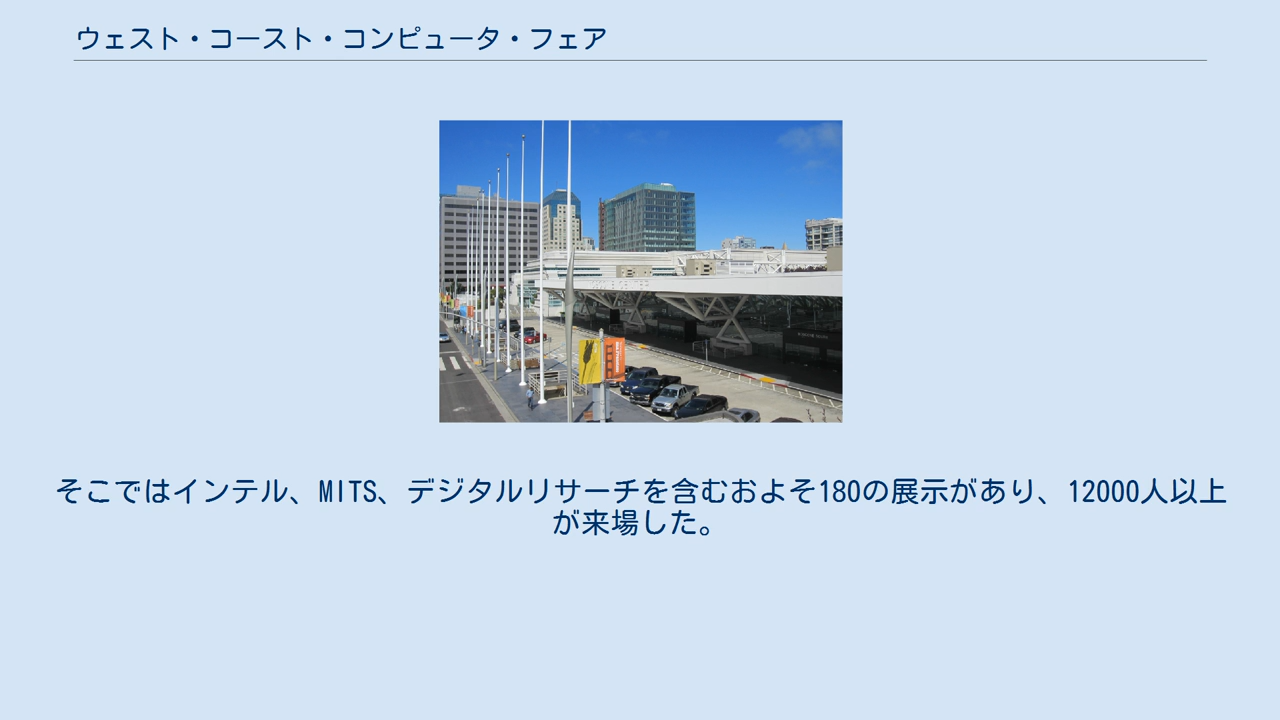 ウェスト・コースト・コンピュータ・フェア
そこではインテル、MITS、デジタルリサーチを含むおよそ180の展示があり、12000人以上
が来場した。